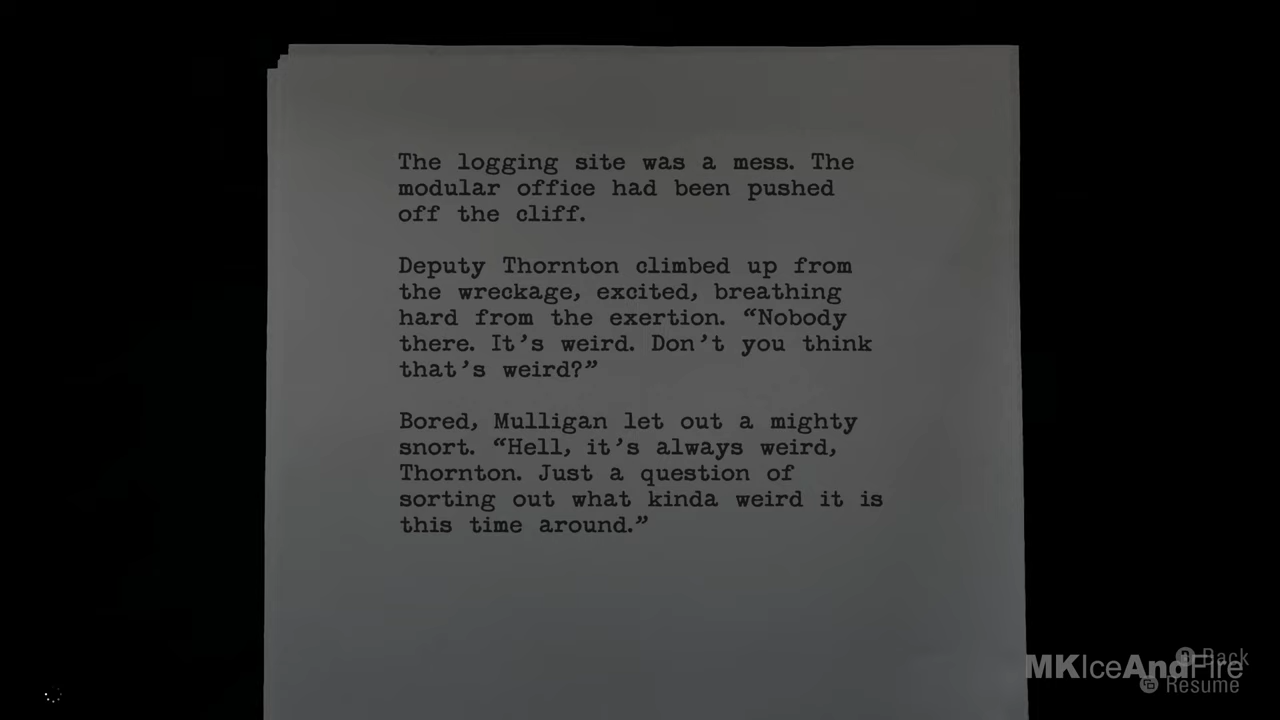 The logging site was a mess. The
modular office had been pushed
off the cliff.
Deputy Thornton climbed up from
the wreckage, excited, breathing
hard from the exertion. “Nobody
there. It’s weird. Don’t you think
that’s weird?”
Bored, Mulligan let out a mighty
snort. “Hell, it’s always weird,
Thornton. Just a question of
sorting out what kinda weird it is
this time around.”
Back
MKIceAndFire
Resume